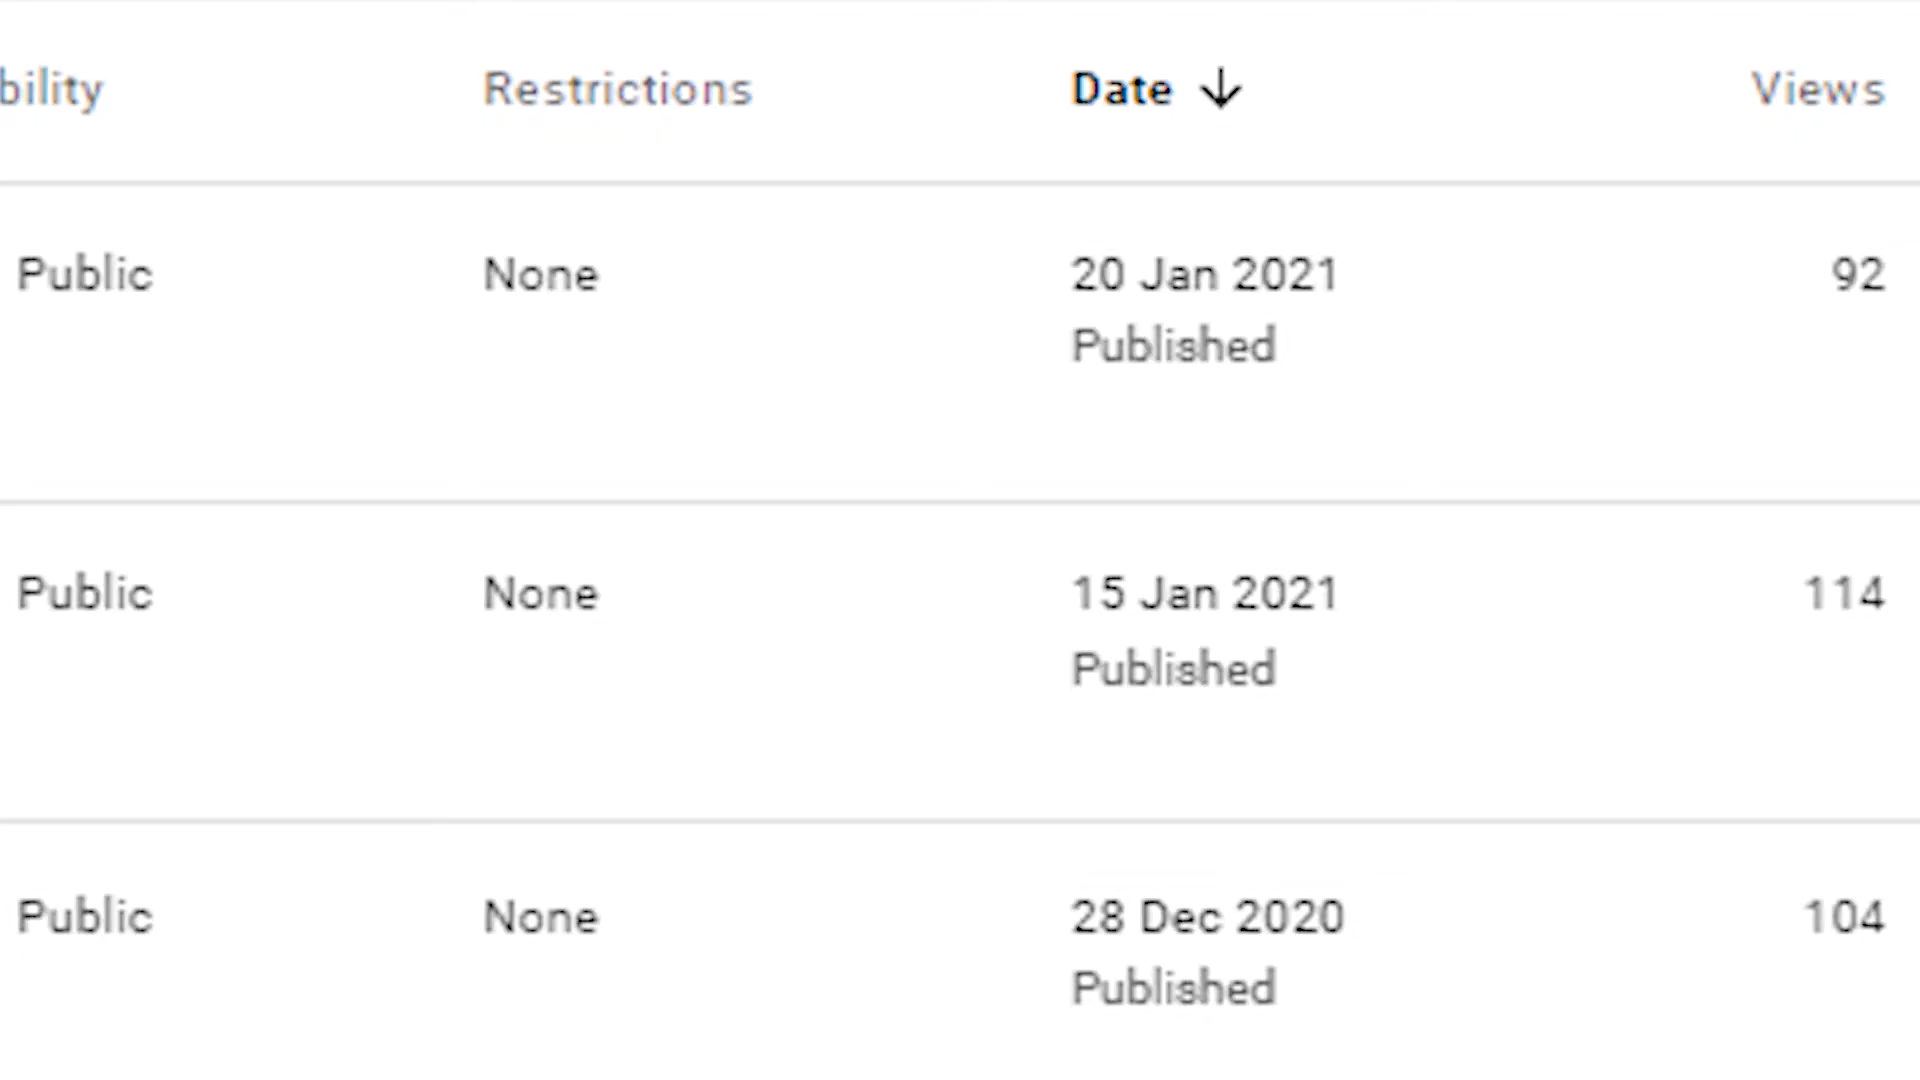 bility Restrictions Date ↓ Views
Public None 20 Jan 2021 92
Published
Public None 15 Jan 2021 114
Published
Public None 28 Dec 2020 104
Published